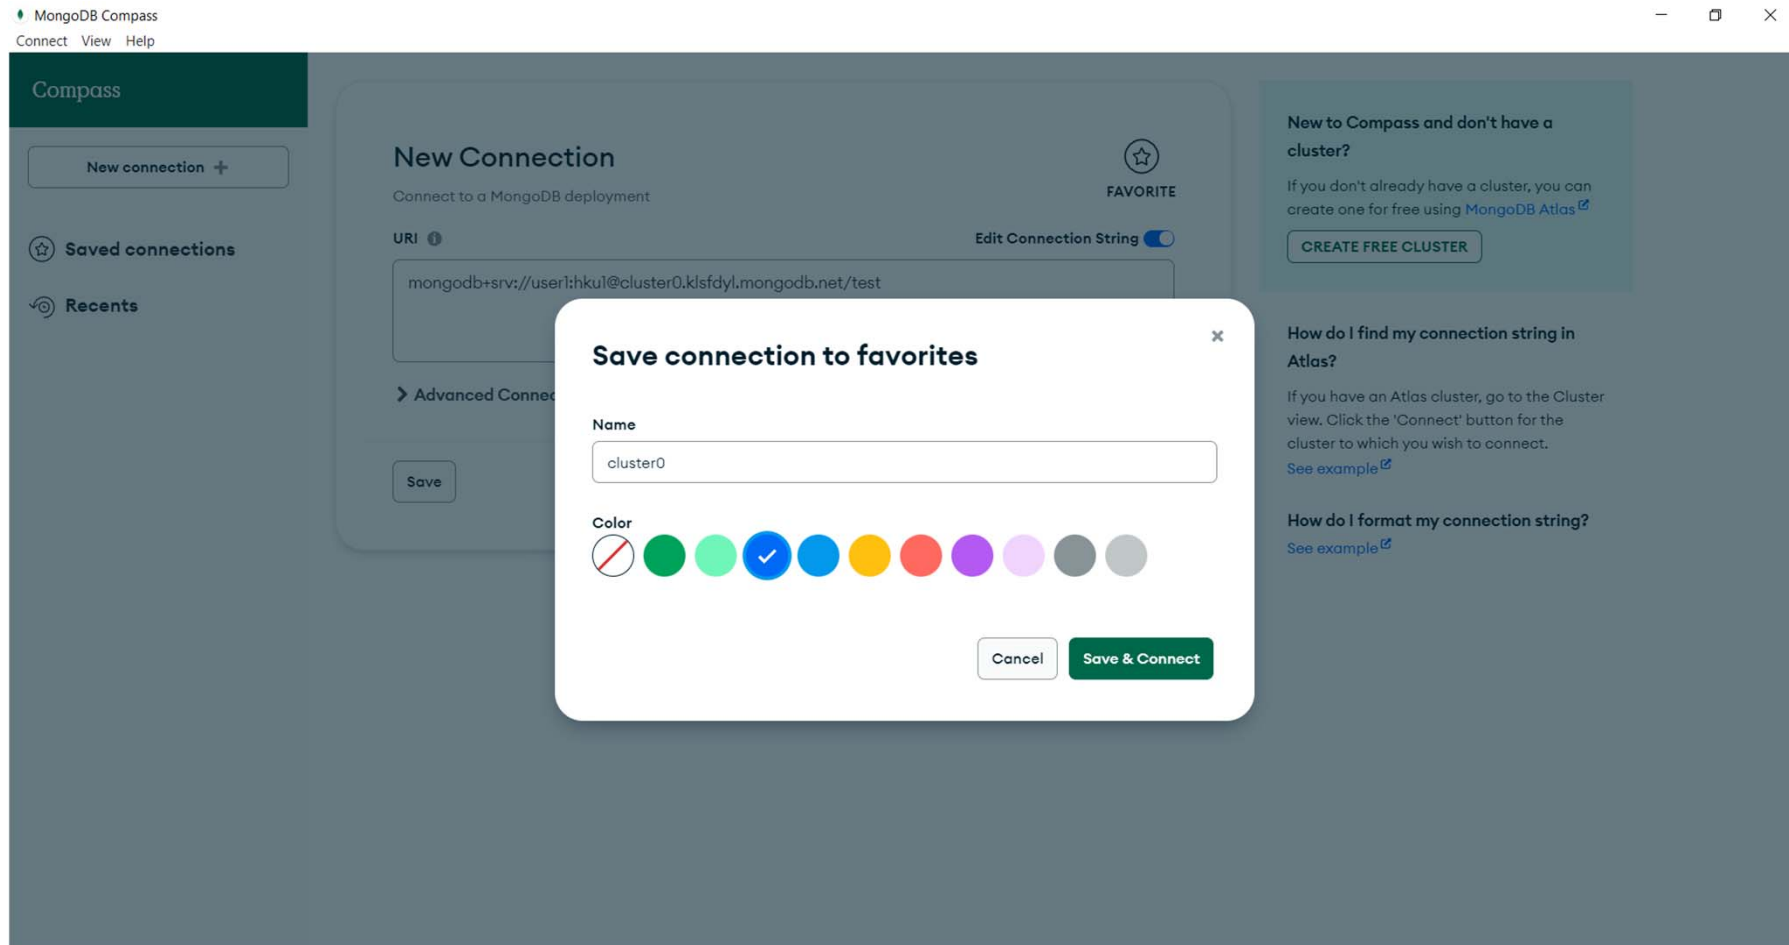 MongoDB Compass
Connect View Help
Compass
New connection
Saved connections
Recents
New Connection
Connect to a MongoDB deployment
FAVORITE
URI
Edit Connection String
mongodb+srv://user1:hku1@cluster0.klsfdyl.mongodb.net/test
Advanced Connec
Save
Save connection to favorites
Name
cluster0
Color
Cancel
Save & Connect
New to Compass and don't have a
cluster?
If you don't already have a cluster, you can
create one for free using MongoDB Atlas
CREATE FREE CLUSTER
How do I find my connection string in
Atlas?
If you have an Atlas cluster, go to the Cluster
view. Click the 'Connect' button for the
cluster to which you wish to connect.
See example
How do I format my connection string?
See example